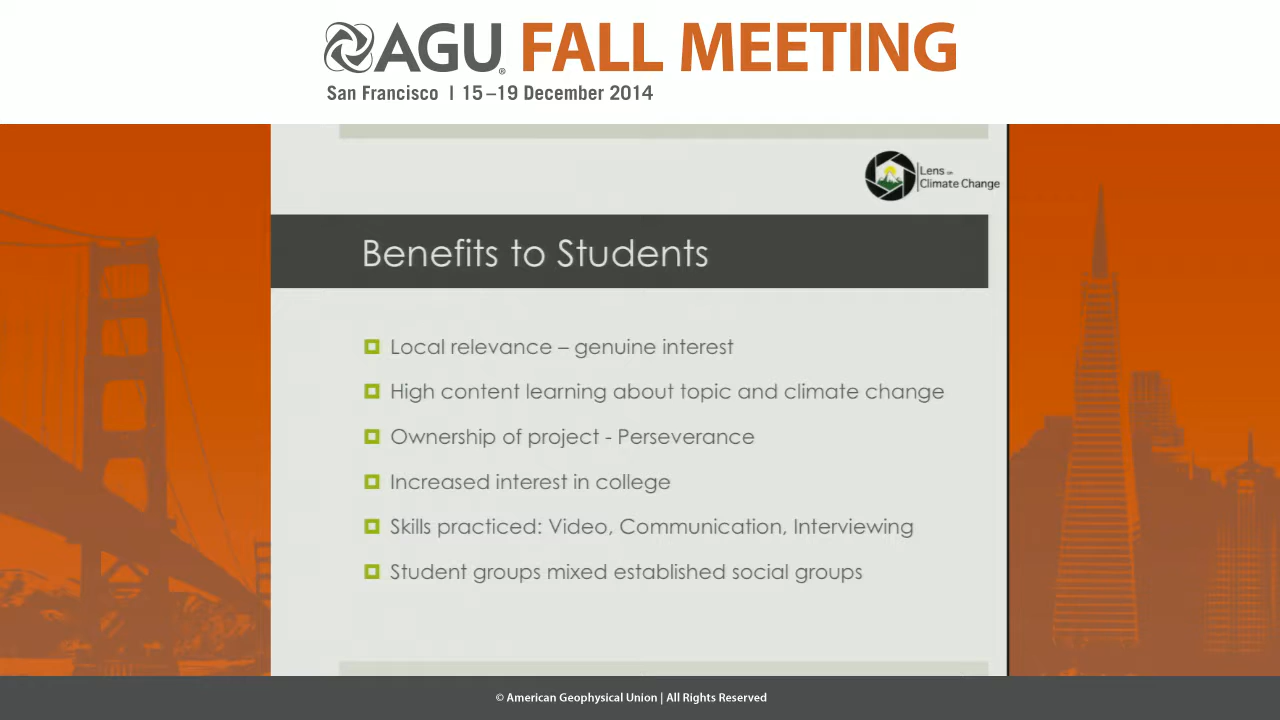 AGU® FALL MEETING
San Francisco | 15–19 December 2014
Lens on
Climate Change
Benefits to Students
Local relevance – genuine interest
High content learning about topic and climate change
Ownership of project - Perseverance
Increased interest in college
Skills practiced: Video, Communication, Interviewing
Student groups mixed established social groups
© American Geophysical Union | All Rights Reserved